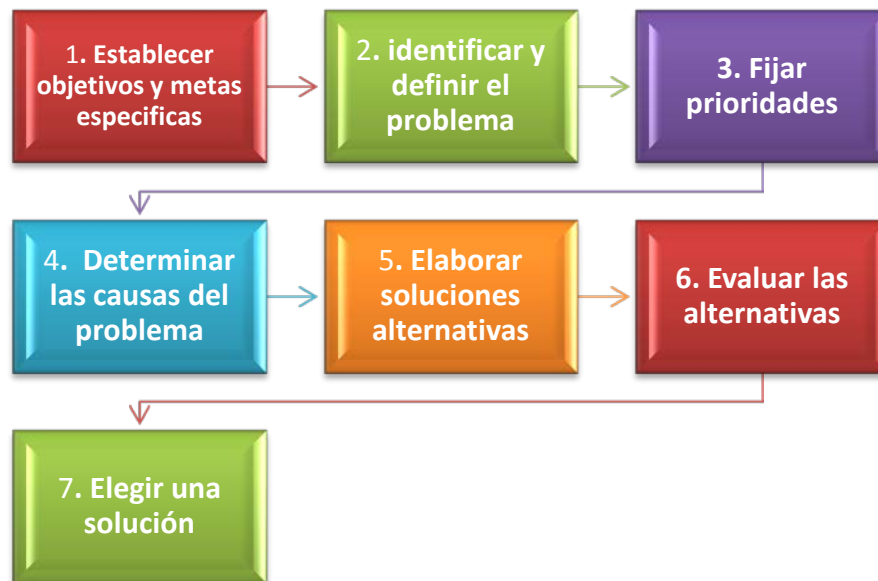 1. Establecer
objetivos y metas
especificas
2. identificar y
definir el
problema
3. Fijar
prioridades
4. Determinar
las causas del
problema
5. Elaborar
soluciones
alternativas
6. Evaluar las
alternativas
7. Elegir una
solución